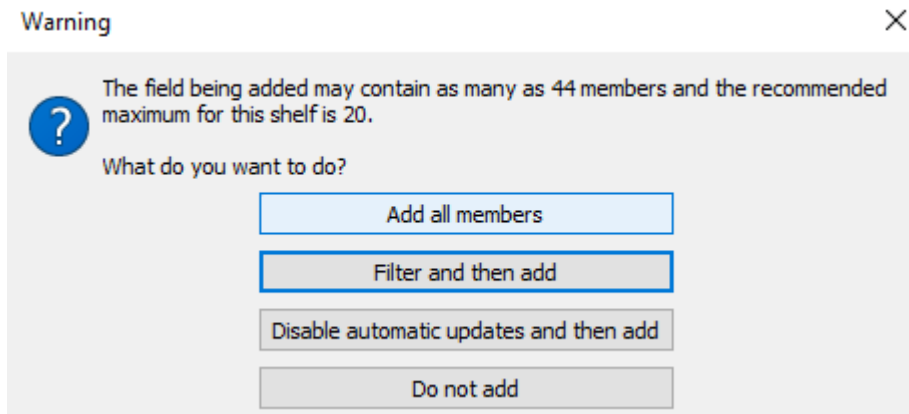 Warning
The field being added may contain as many as 44 members and the recommended
maximum for this shelf is 20.
What do you want to do?
Add all members
Filter and then add
Disable automatic updates and then add
Do not add